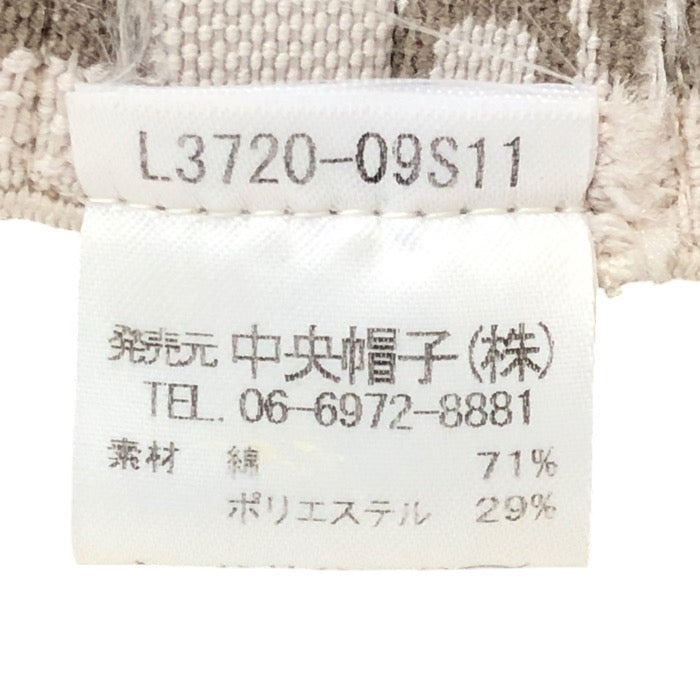 L3720-09S11
発売元 中央帽子(株)
TEL. 06-6972-8881
素材 綿 71%
ポリエステル 29%